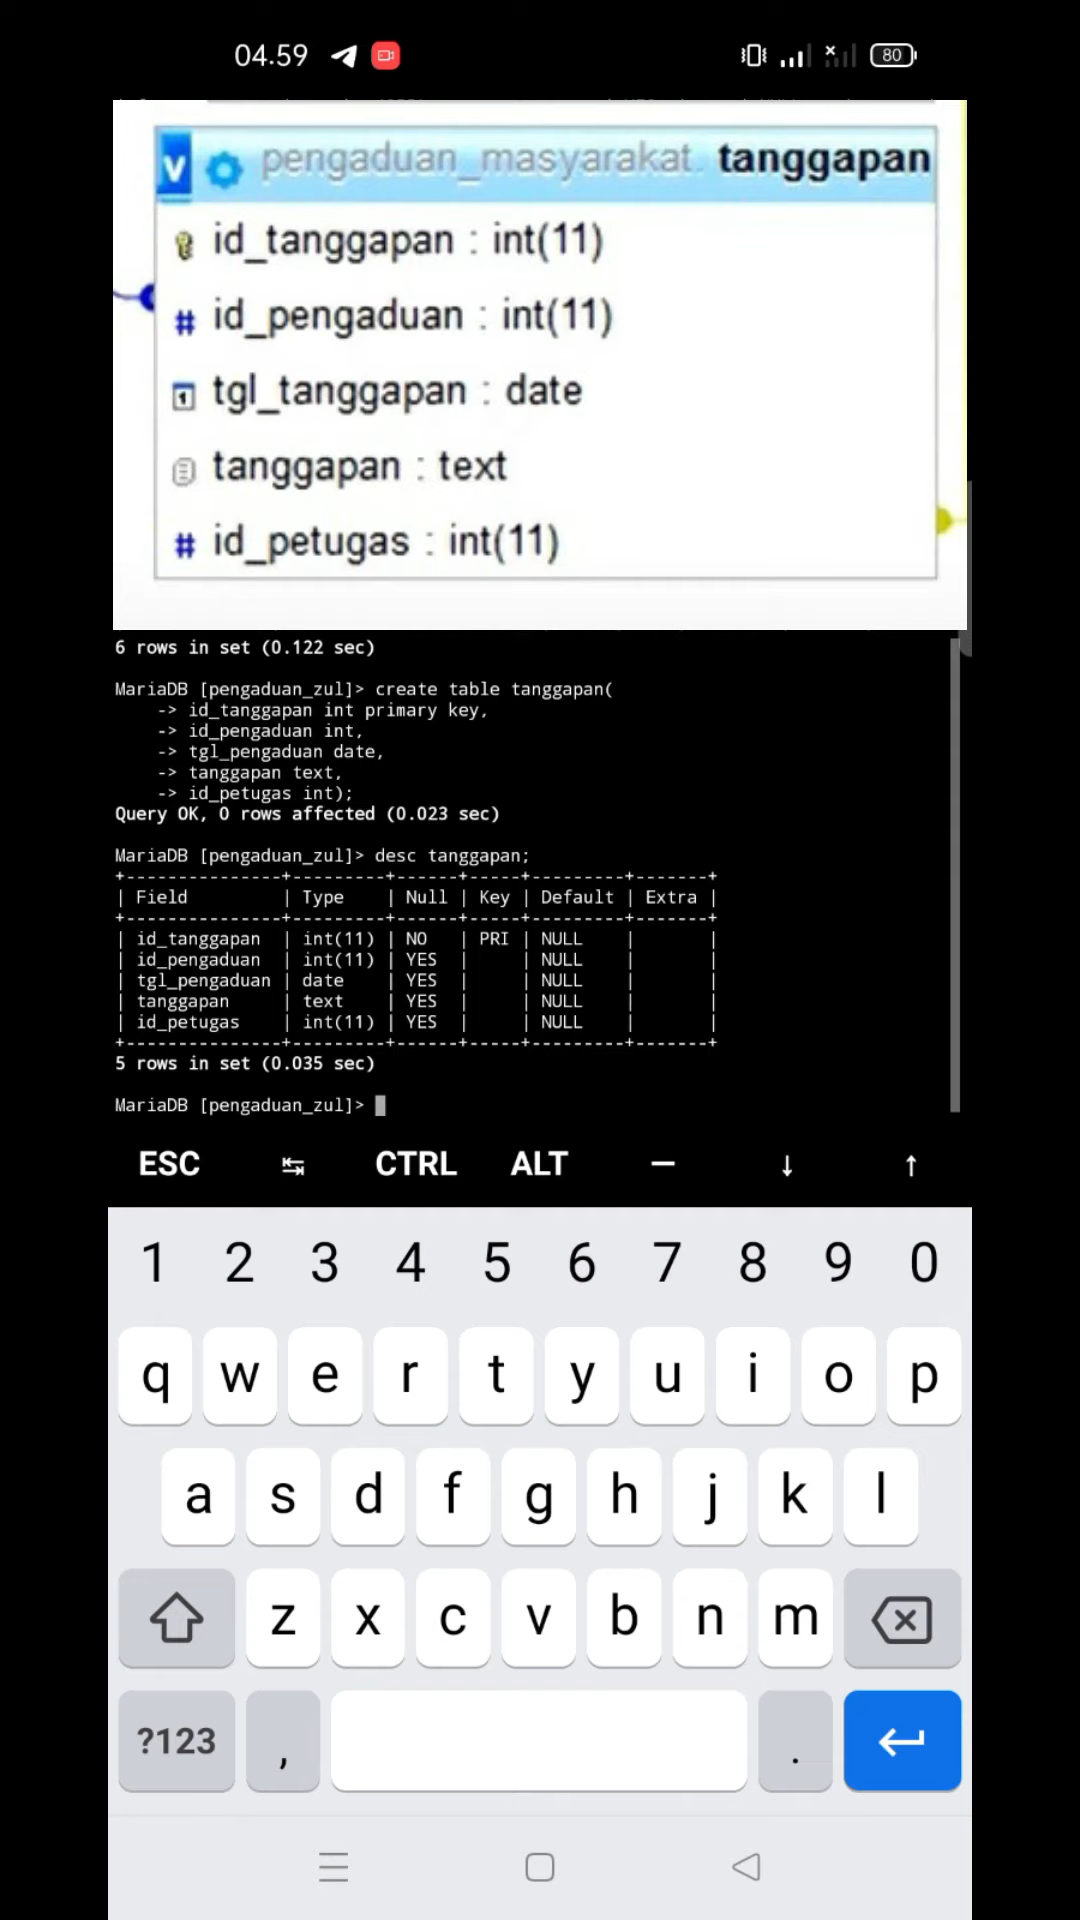 04.59
80
pengaduan_masyarakat. tanggapan
id_tanggapan : int(11)
id_pengaduan : int(11)
tgl_tanggapan : date
tanggapan : text
id_petugas : int(11)
6 rows in set (0.122 sec)
MariaDB [pengaduan_zul]> create table tanggapan(
-> id_tanggapan int primary key,
-> id_pengaduan int,
-> tgl_pengaduan date,
-> tanggapan text,
-> id_petugas int);
Query OK, 0 rows affected (0.023 sec)
MariaDB [pengaduan_zul]> desc tanggapan;
+---------------+---------+------+-----+---------+-------+
| Field         | Type    | Null | Key | Default | Extra |
+---------------+---------+------+-----+---------+-------+
| id_tanggapan  | int(11) | NO   | PRI | NULL    |       |
| id_pengaduan  | int(11) | YES  |     | NULL    |       |
| tgl_pengaduan | date    | YES  |     | NULL    |       |
| tanggapan     | text    | YES  |     | NULL    |       |
| id_petugas    | int(11) | YES  |     | NULL    |       |
+---------------+---------+------+-----+---------+-------+
5 rows in set (0.035 sec)
MariaDB [pengaduan_zul]>
ESC ↹ CTRL ALT — ↓ ↑
1 2 3 4 5 6 7 8 9 0
q w e r t y u i o p
a s d f g h j k l
z x c v b n m
?123 , .